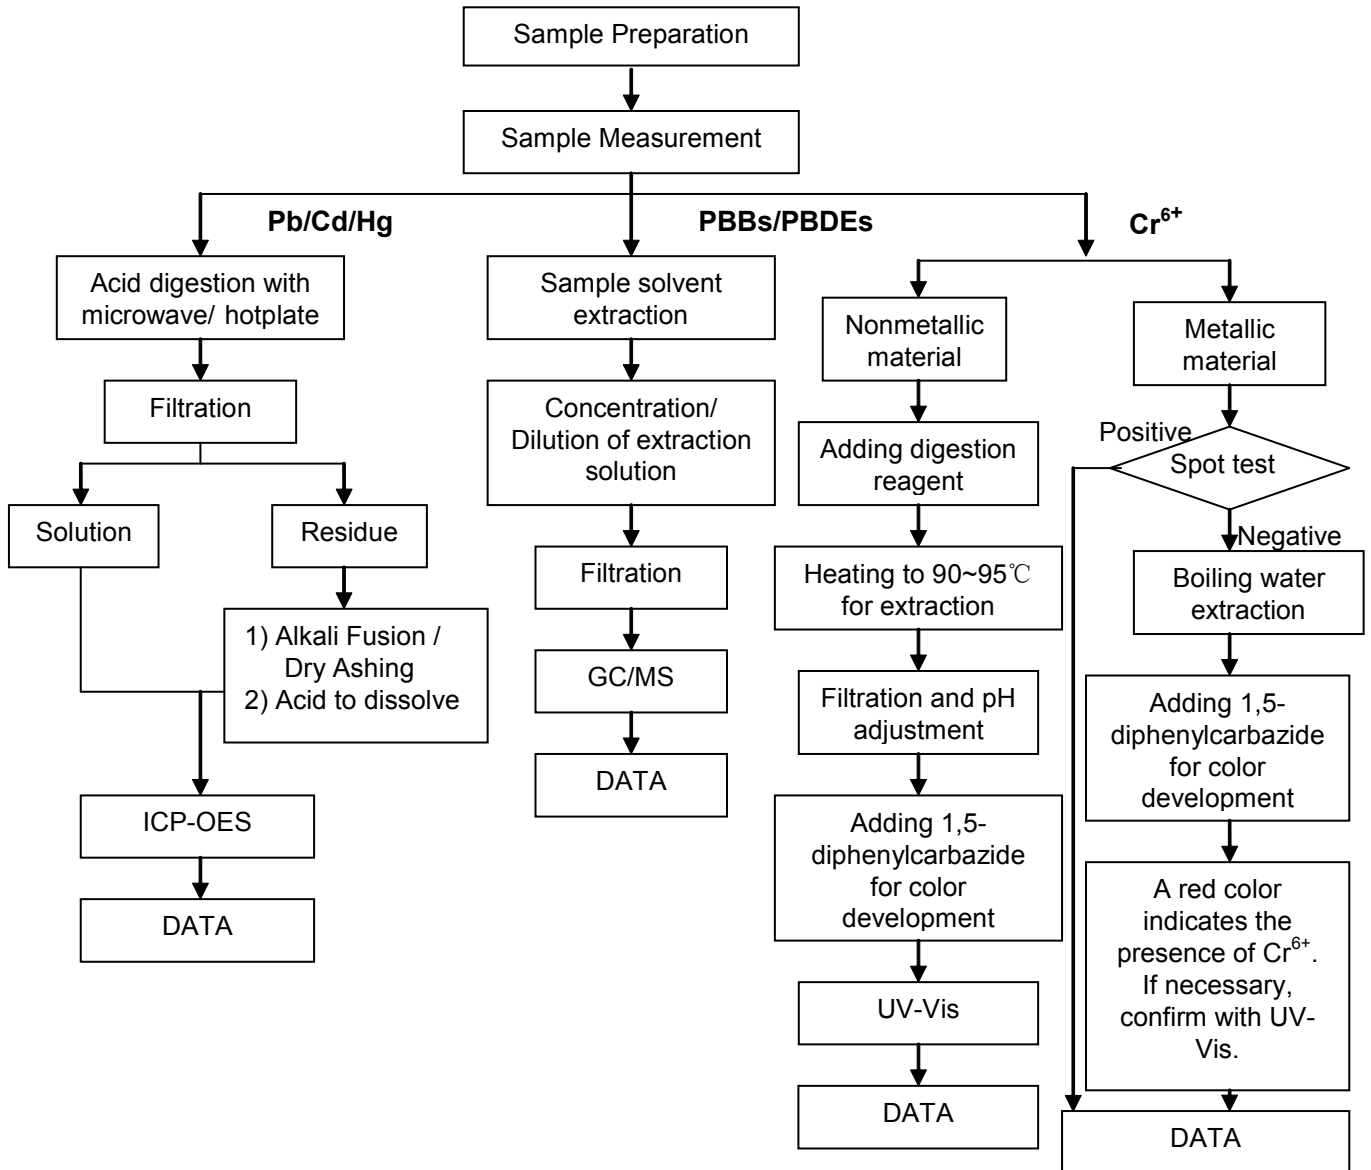 Sample Preparation
Sample Measurement
Pb/Cd/Hg
PBBs/PBDEs
Cr⁶⁺
Acid digestion with
microwave/ hotplate
Filtration
Solution
Residue
1) Alkali Fusion /
Dry Ashing
2) Acid to dissolve
ICP-OES
DATA
Sample solvent
extraction
Concentration/
Dilution of extraction
solution
Filtration
GC/MS
DATA
Nonmetallic
material
Adding digestion
reagent
Heating to 90~95℃
for extraction
Filtration and pH
adjustment
Adding 1,5-
diphenylcarbazide
for color
development
UV-Vis
DATA
Metallic
material
Positive
Spot test
Negative
Boiling water
extraction
Adding 1,5-
diphenylcarbazide
for color
development
A red color
indicates the
presence of Cr⁶⁺.
If necessary,
confirm with UV-
Vis.
DATA